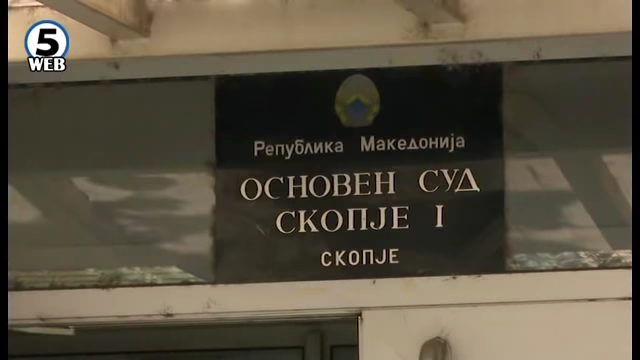 5
WEB
Република Македонија
ОСНОВЕН СУД
СКОПЈЕ I
СКОПЈЕ